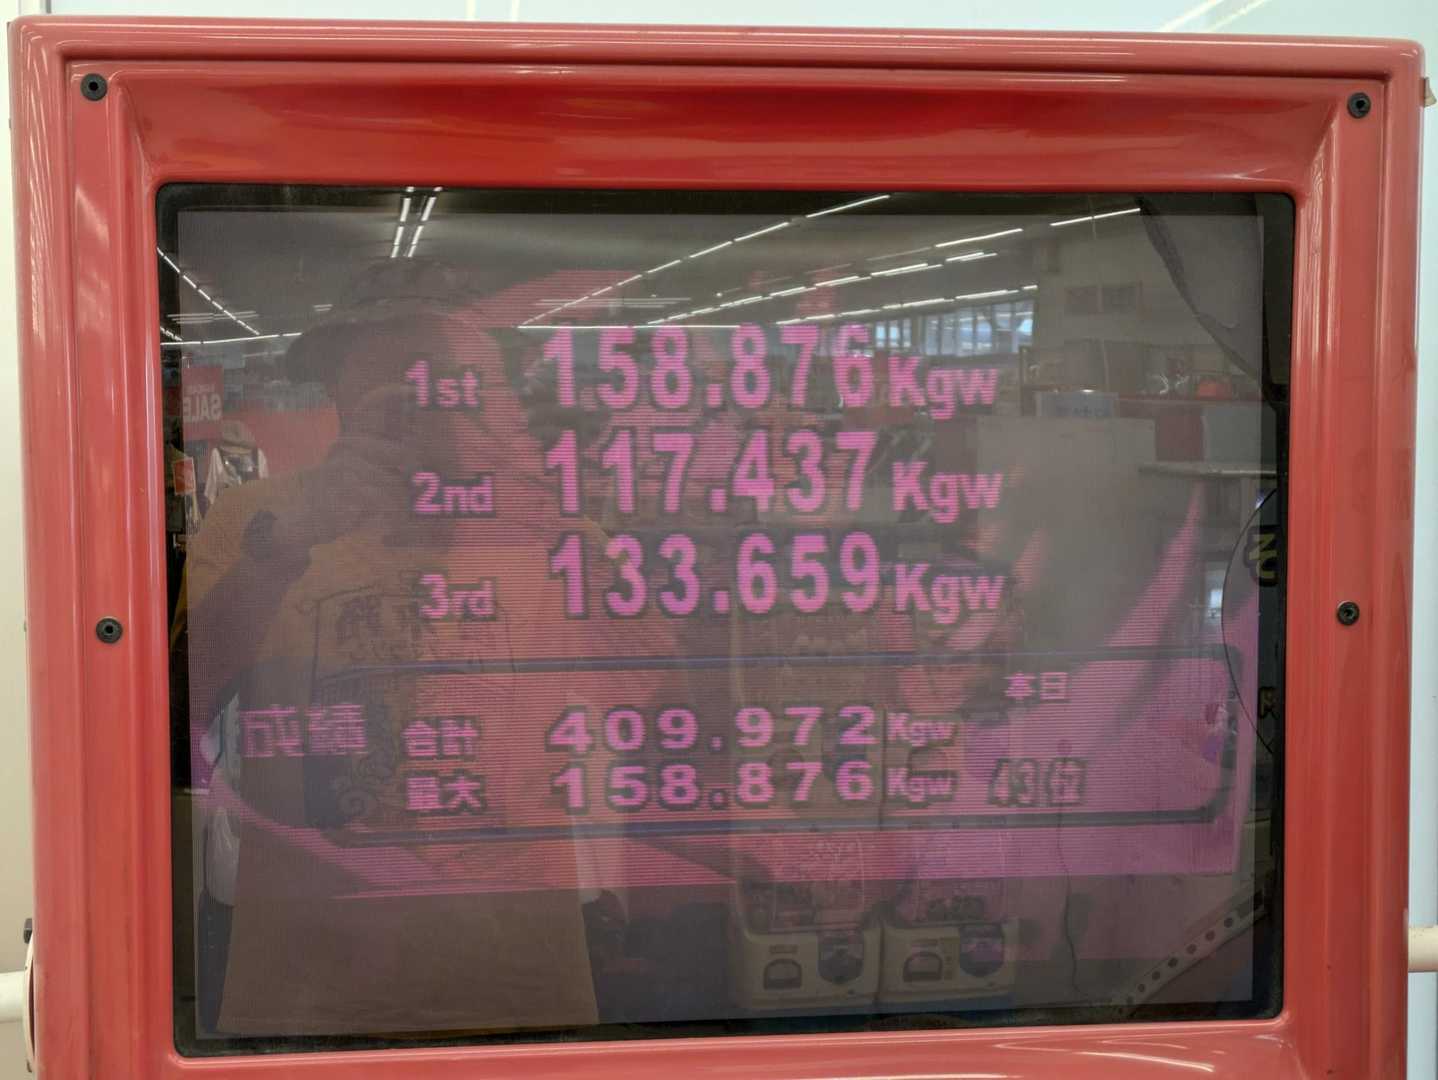 1st 158.876 Kgw
2nd 117.437 Kgw
3rd 133.659 Kgw
本日
成績 合計 409.972 Kgw
最大 158.876 Kgw 43位
SALE